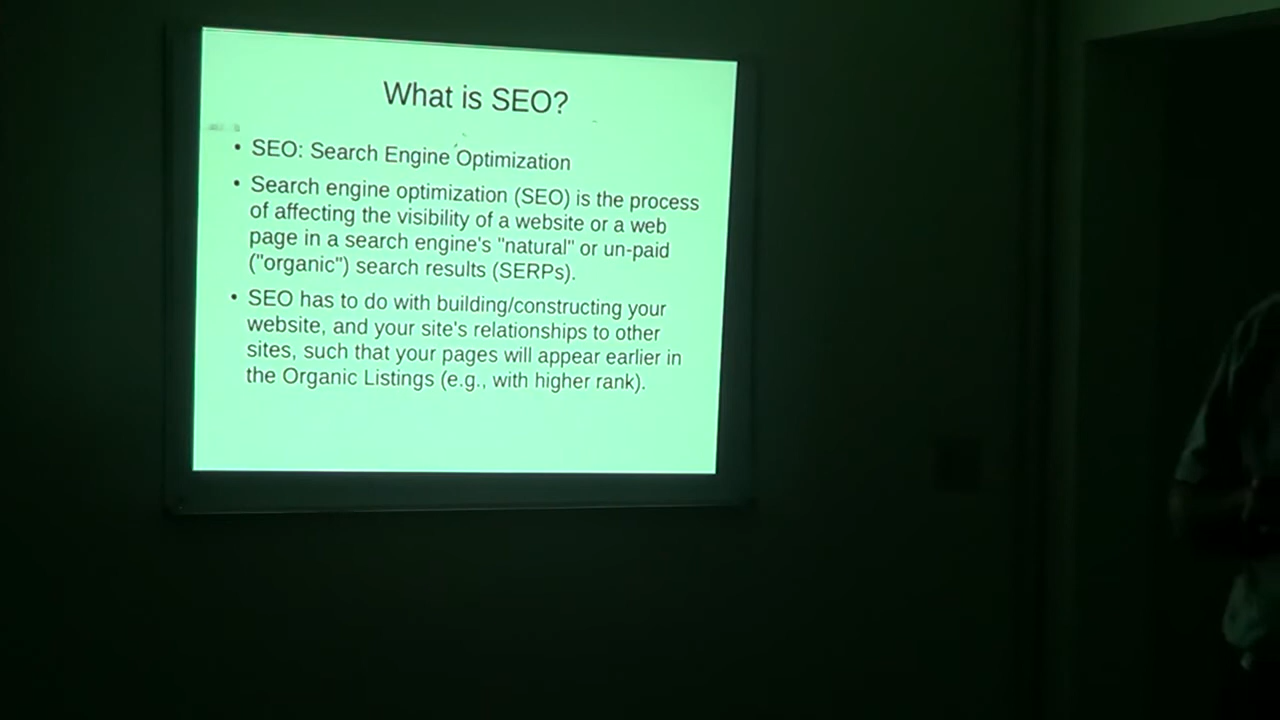 What is SEO?
• SEO: Search Engine Optimization
• Search engine optimization (SEO) is the process
of affecting the visibility of a website or a web
page in a search engine's "natural" or un-paid
("organic") search results (SERPs).
• SEO has to do with building/constructing your
website, and your site's relationships to other
sites, such that your pages will appear earlier in
the Organic Listings (e.g., with higher rank).